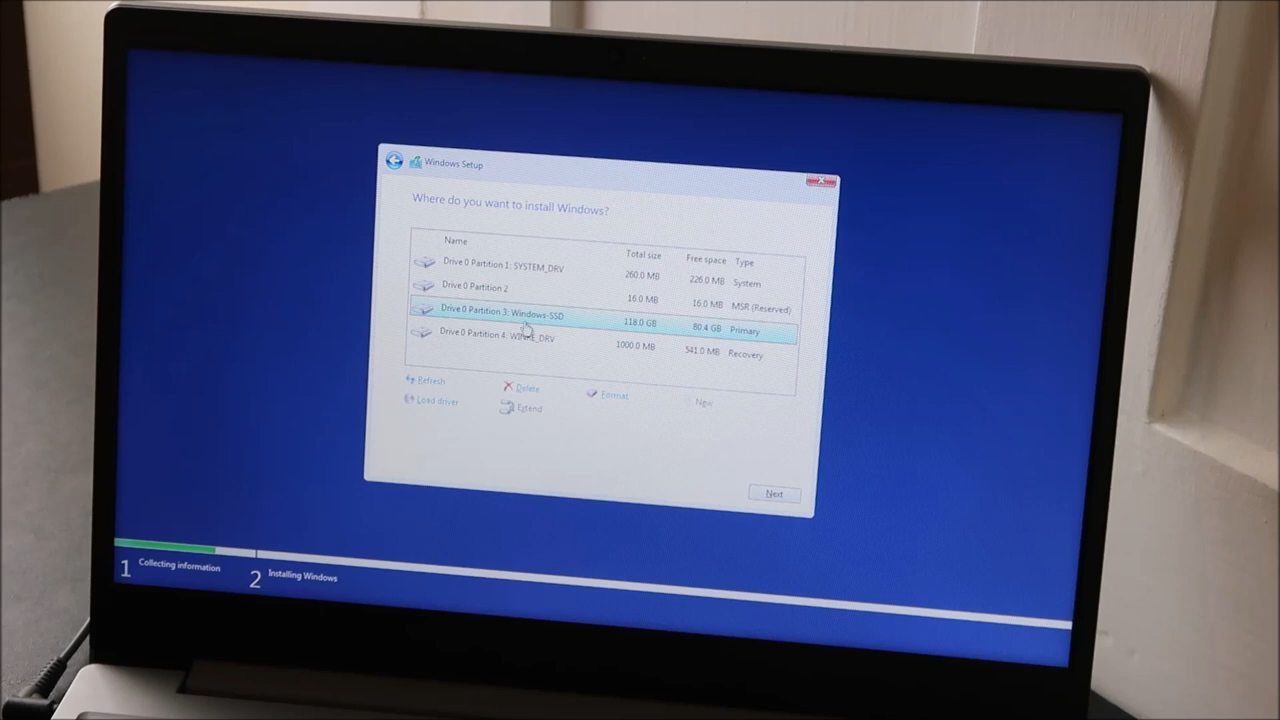 Windows Setup
Where do you want to install Windows?
Name Total size Free space Type
Drive 0 Partition 1: SYSTEM_DRV 260.0 MB 226.0 MB System
Drive 0 Partition 2 16.0 MB 16.0 MB MSR (Reserved)
Drive 0 Partition 3: Windows-SSD 118.0 GB 80.4 GB Primary
Drive 0 Partition 4: WINRE_DRV 1000.0 MB 541.0 MB Recovery
Refresh Delete Format New
Load driver Extend
Next
1 Collecting information 2 Installing Windows